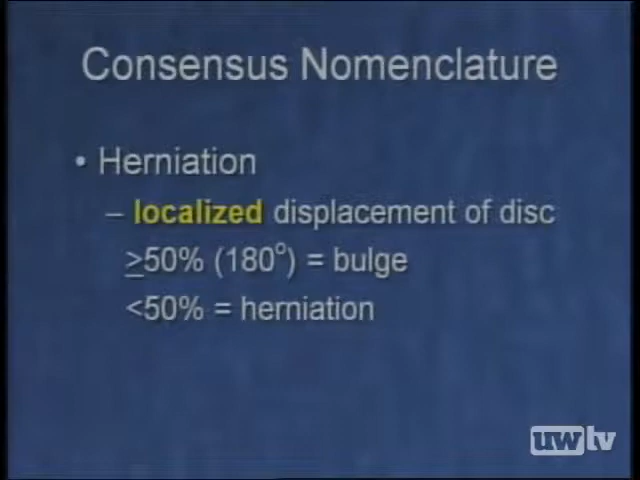 Consensus Nomenclature
• Herniation
– localized displacement of disc
≥50% (180°) = bulge
<50% = herniation
uwtv